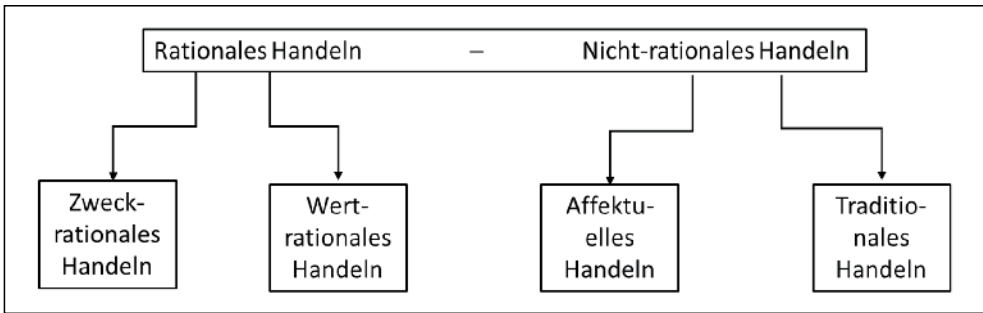 Rationales Handeln – Nicht-rationales Handeln
Zweck-
rationales
Handeln
Wert-
rationales
Handeln
Affektu-
elles
Handeln
Traditio-
nales
Handeln